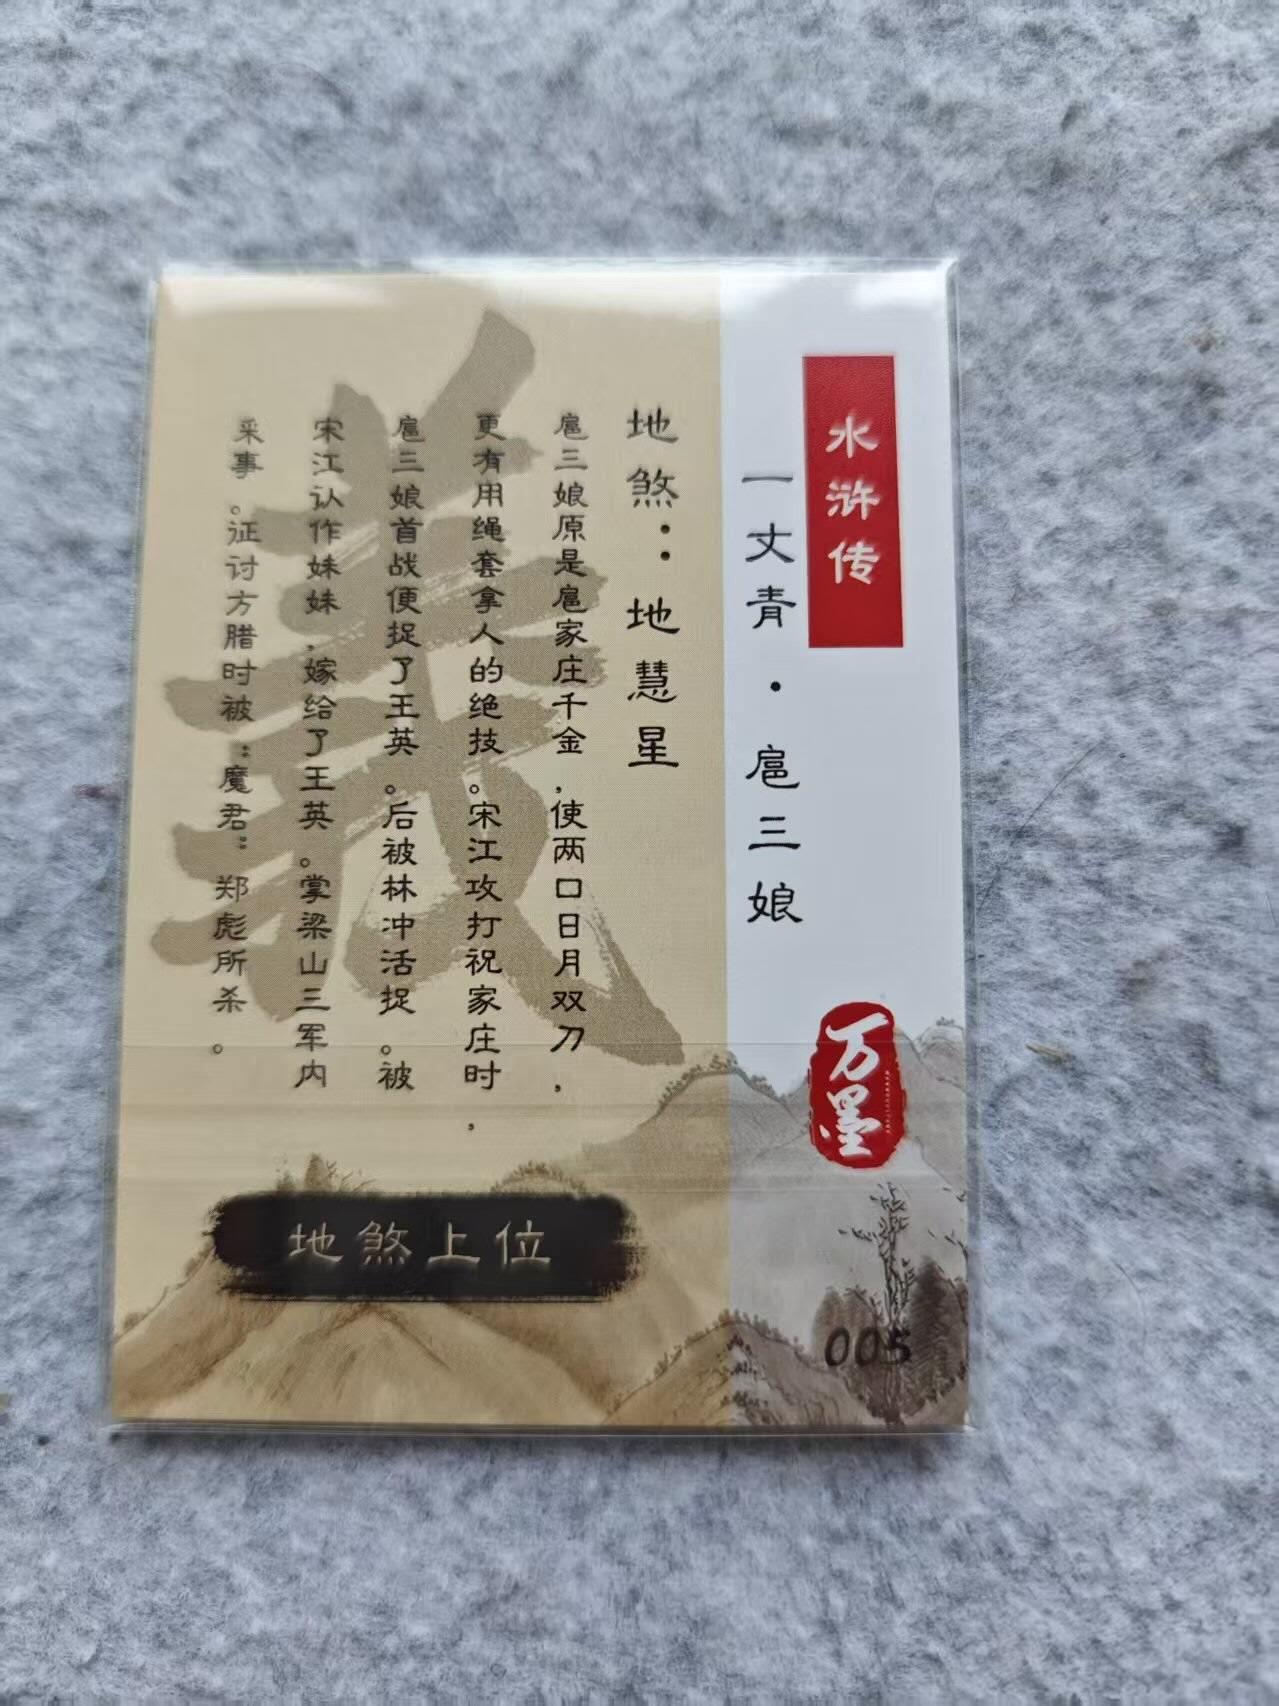 水浒传
一丈青·扈三娘
地煞：地慧星
扈三娘原是扈家庄千金，使两口日月双刀，
更有用绳套拿人的绝技。宋江攻打祝家庄时，
扈三娘首战便捉了王英。后被林冲活捉。被
宋江认作妹妹，嫁给了王英。掌梁山三军内
采事。征讨方腊时被“魔君”郑彪所杀。
義
万墨
地煞上位
005